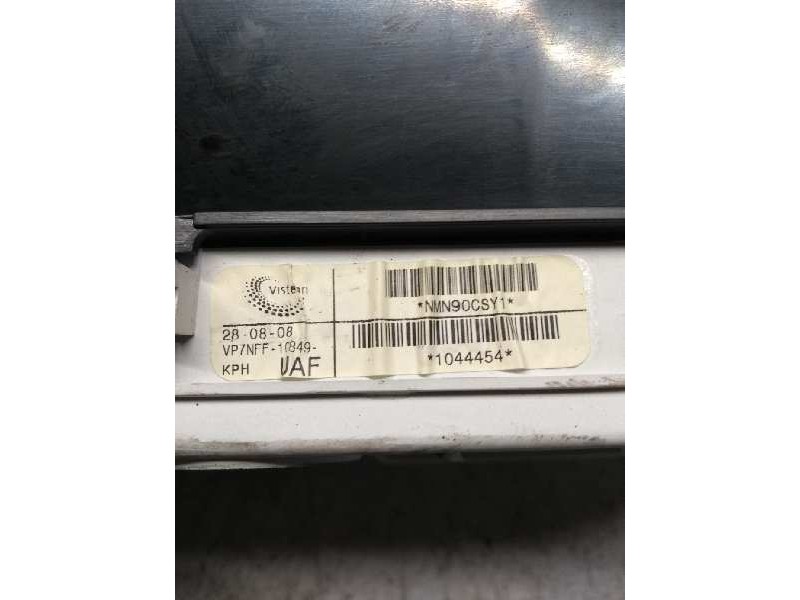 Visteon
*NMN90CSY1*
28-08-08
VP7NFF-10849-
KPH VAF
*1044454*